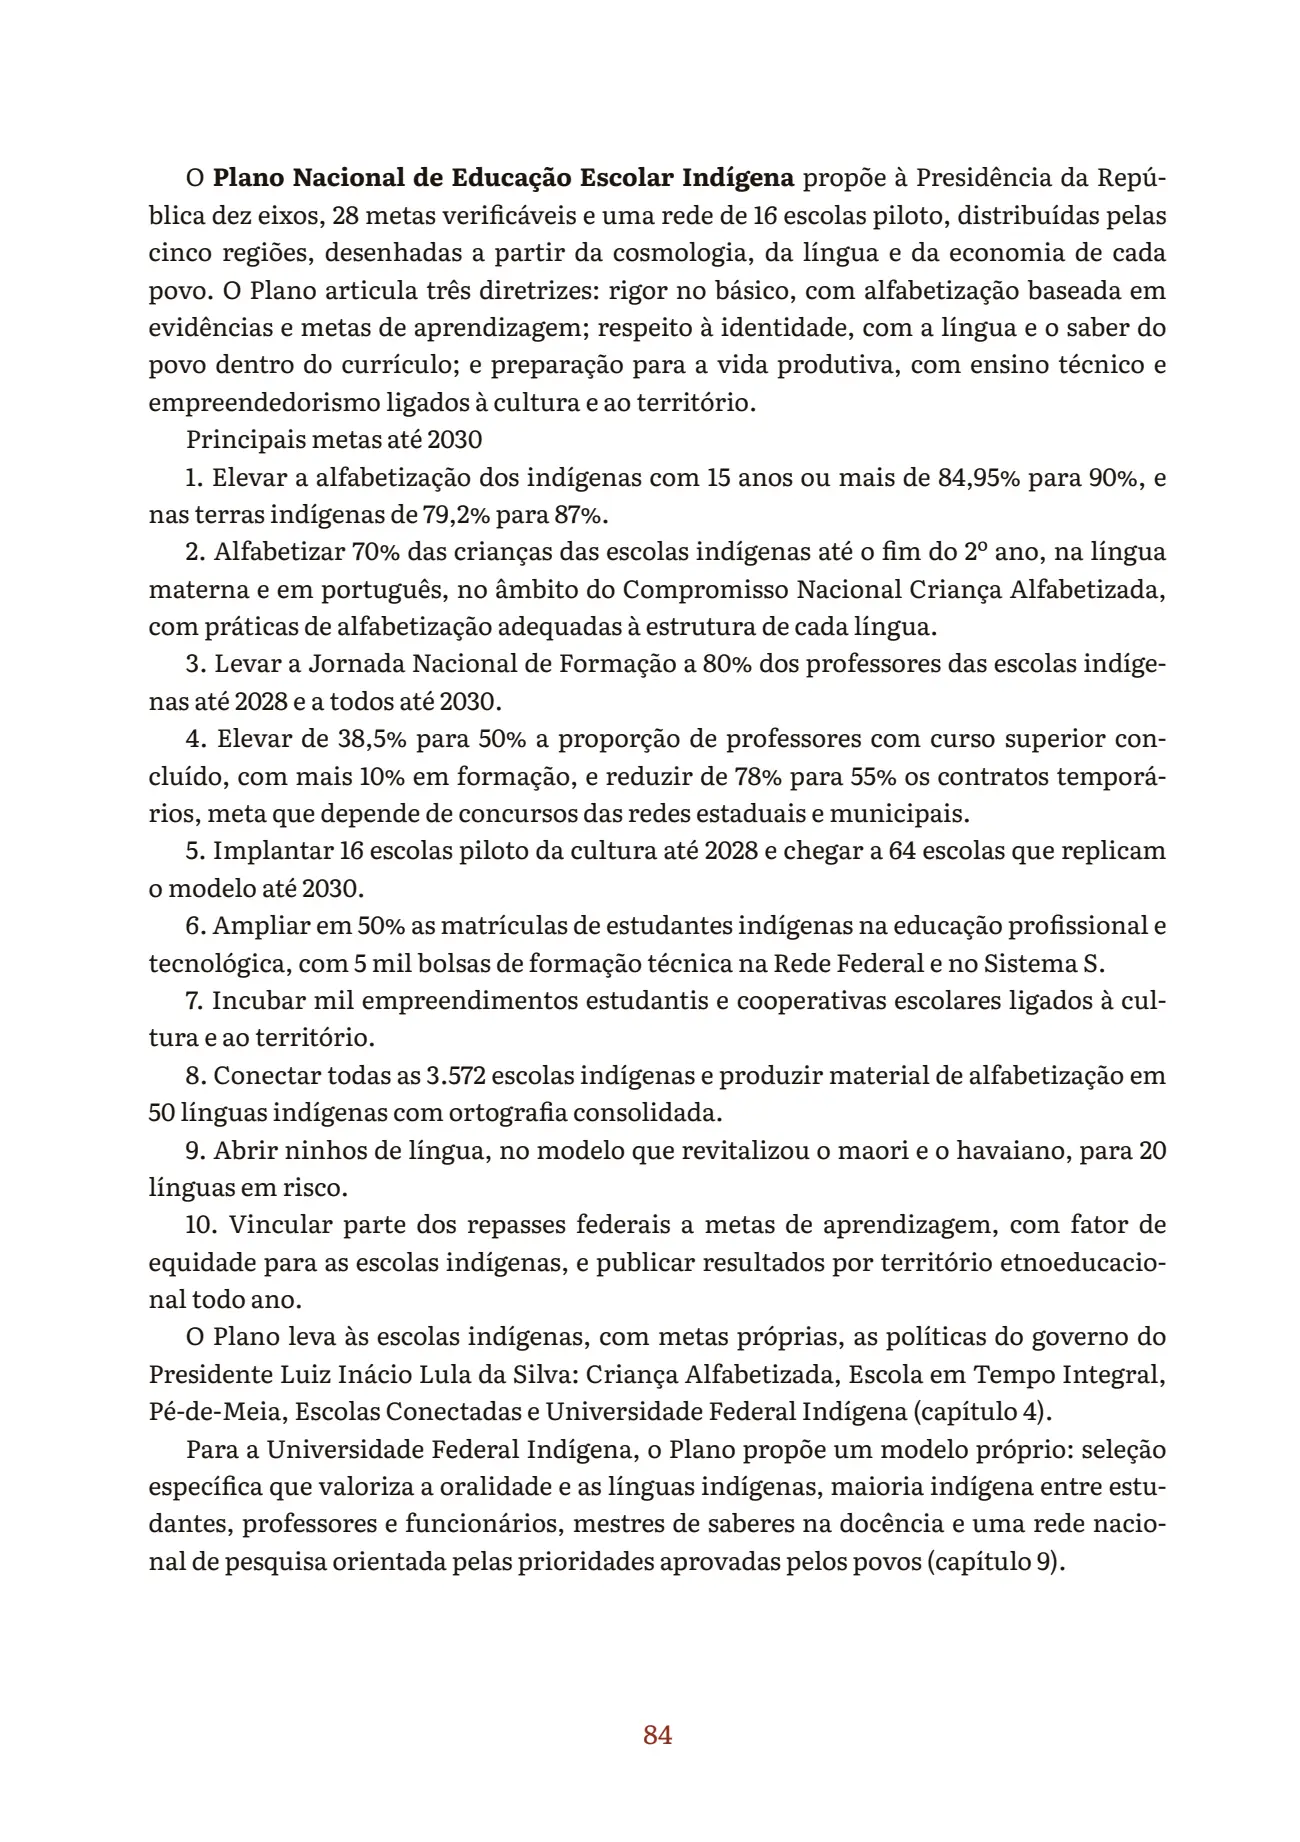 O Plano Nacional de Educação Escolar Indígena propõe à Presidência da Repú-
blica dez eixos, 28 metas verificáveis e uma rede de 16 escolas piloto, distribuídas pelas
cinco regiões, desenhadas a partir da cosmologia, da língua e da economia de cada
povo. O Plano articula três diretrizes: rigor no básico, com alfabetização baseada em
evidências e metas de aprendizagem; respeito à identidade, com a língua e o saber do
povo dentro do currículo; e preparação para a vida produtiva, com ensino técnico e
empreendedorismo ligados à cultura e ao território.
Principais metas até 2030
1. Elevar a alfabetização dos indígenas com 15 anos ou mais de 84,95% para 90%, e
nas terras indígenas de 79,2% para 87%.
2. Alfabetizar 70% das crianças das escolas indígenas até o fim do 2º ano, na língua
materna e em português, no âmbito do Compromisso Nacional Criança Alfabetizada,
com práticas de alfabetização adequadas à estrutura de cada língua.
3. Levar a Jornada Nacional de Formação a 80% dos professores das escolas indíge-
nas até 2028 e a todos até 2030.
4. Elevar de 38,5% para 50% a proporção de professores com curso superior con-
cluído, com mais 10% em formação, e reduzir de 78% para 55% os contratos temporá-
rios, meta que depende de concursos das redes estaduais e municipais.
5. Implantar 16 escolas piloto da cultura até 2028 e chegar a 64 escolas que replicam
o modelo até 2030.
6. Ampliar em 50% as matrículas de estudantes indígenas na educação profissional e
tecnológica, com 5 mil bolsas de formação técnica na Rede Federal e no Sistema S.
7. Incubar mil empreendimentos estudantis e cooperativas escolares ligados à cul-
tura e ao território.
8. Conectar todas as 3.572 escolas indígenas e produzir material de alfabetização em
50 línguas indígenas com ortografia consolidada.
9. Abrir ninhos de língua, no modelo que revitalizou o maori e o havaiano, para 20
línguas em risco.
10. Vincular parte dos repasses federais a metas de aprendizagem, com fator de
equidade para as escolas indígenas, e publicar resultados por território etnoeducacio-
nal todo ano.
O Plano leva às escolas indígenas, com metas próprias, as políticas do governo do
Presidente Luiz Inácio Lula da Silva: Criança Alfabetizada, Escola em Tempo Integral,
Pé-de-Meia, Escolas Conectadas e Universidade Federal Indígena (capítulo 4).
Para a Universidade Federal Indígena, o Plano propõe um modelo próprio: seleção
específica que valoriza a oralidade e as línguas indígenas, maioria indígena entre estu-
dantes, professores e funcionários, mestres de saberes na docência e uma rede nacio-
nal de pesquisa orientada pelas prioridades aprovadas pelos povos (capítulo 9).
84